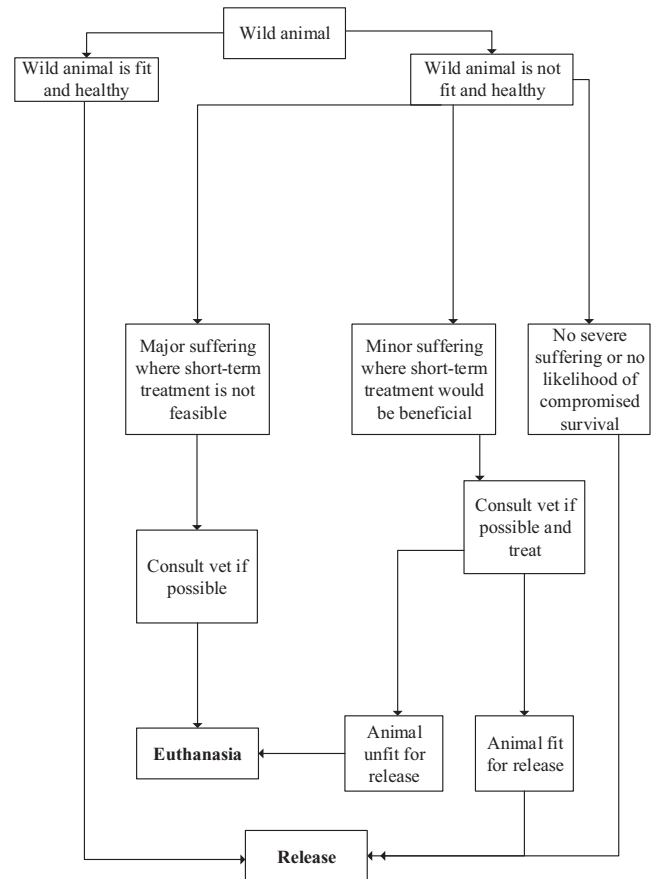 Wild animal
Wild animal is fit
and healthy
Wild animal is not
fit and healthy
Major suffering
where short-term
treatment is not
feasible
Minor suffering
where short-term
treatment would
be beneficial
No severe
suffering or no
likelihood of
compromised
survival
Consult vet if
possible
Consult vet if
possible and
treat
Euthanasia
Animal
unfit for
release
Animal fit
for release
Release